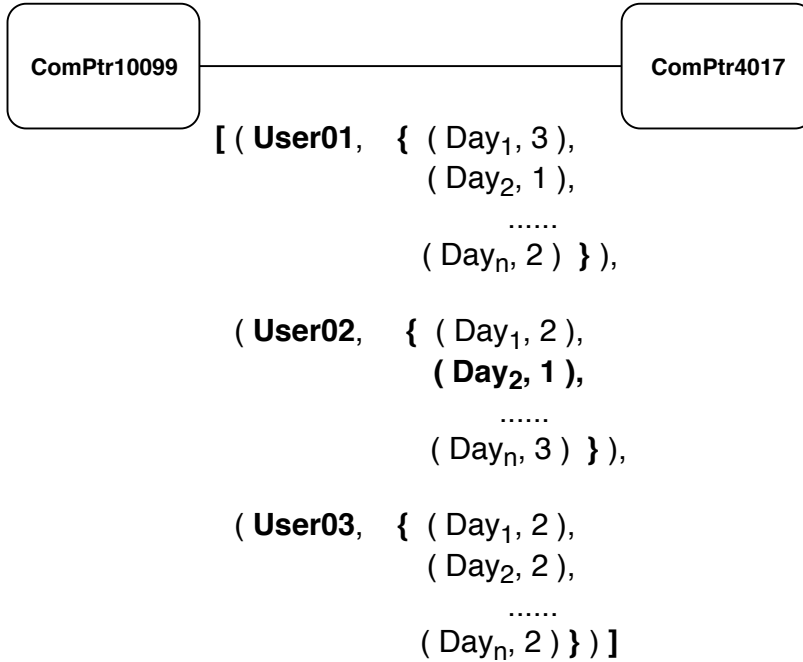 ComPtr10099 ComPtr4017
[ ( User01, { ( Day₁, 3 ),
( Day₂, 1 ),
......
( Dayₙ, 2 ) } ),
( User02, { ( Day₁, 2 ),
( Day₂, 1 ),
......
( Dayₙ, 3 ) } ),
( User03, { ( Day₁, 2 ),
( Day₂, 2 ),
......
( Dayₙ, 2 ) } ) ]